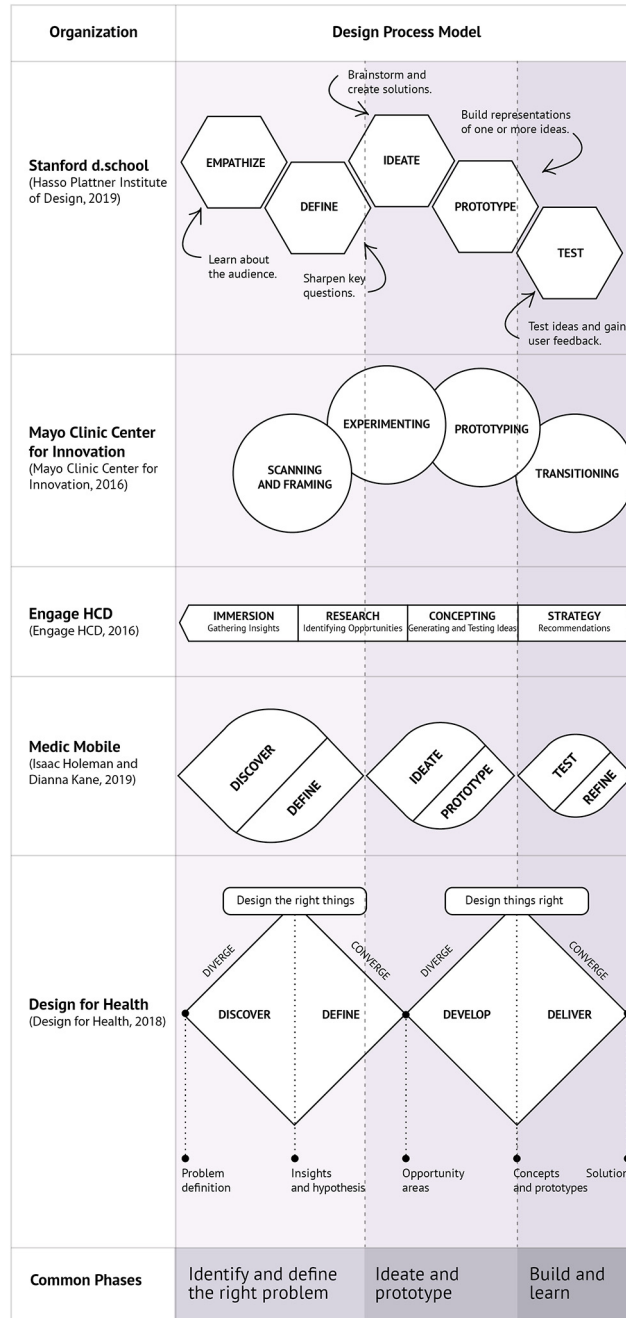 Organization
Design Process Model
Stanford d.school
(Hasso Plattner Institute
of Design, 2019)
Brainstorm and
create solutions.
Build representations
of one or more ideas.
EMPATHIZE
IDEATE
DEFINE
PROTOTYPE
TEST
Learn about
the audience.
Sharpen key
questions.
Test ideas and gain
user feedback.
Mayo Clinic Center
for Innovation
(Mayo Clinic Center for
Innovation, 2016)
SCANNING
AND FRAMING
EXPERIMENTING
PROTOTYPING
TRANSITIONING
Engage HCD
(Engage HCD, 2016)
IMMERSION
Gathering Insights
RESEARCH
Identifying Opportunities
CONCEPTING
Generating and Testing Ideas
STRATEGY
Recommendations
Medic Mobile
(Isaac Holeman and
Dianna Kane, 2019)
DISCOVER
DEFINE
IDEATE
PROTOTYPE
TEST
REFINE
Design for Health
(Design for Health, 2018)
Design the right things
Design things right
DIVERGE
CONVERGE
DIVERGE
CONVERGE
DISCOVER
DEFINE
DEVELOP
DELIVER
Problem
definition
Insights
and hypothesis
Opportunity
areas
Concepts
and prototypes
Solution
Common Phases
Identify and define
the right problem
Ideate and
prototype
Build and
learn